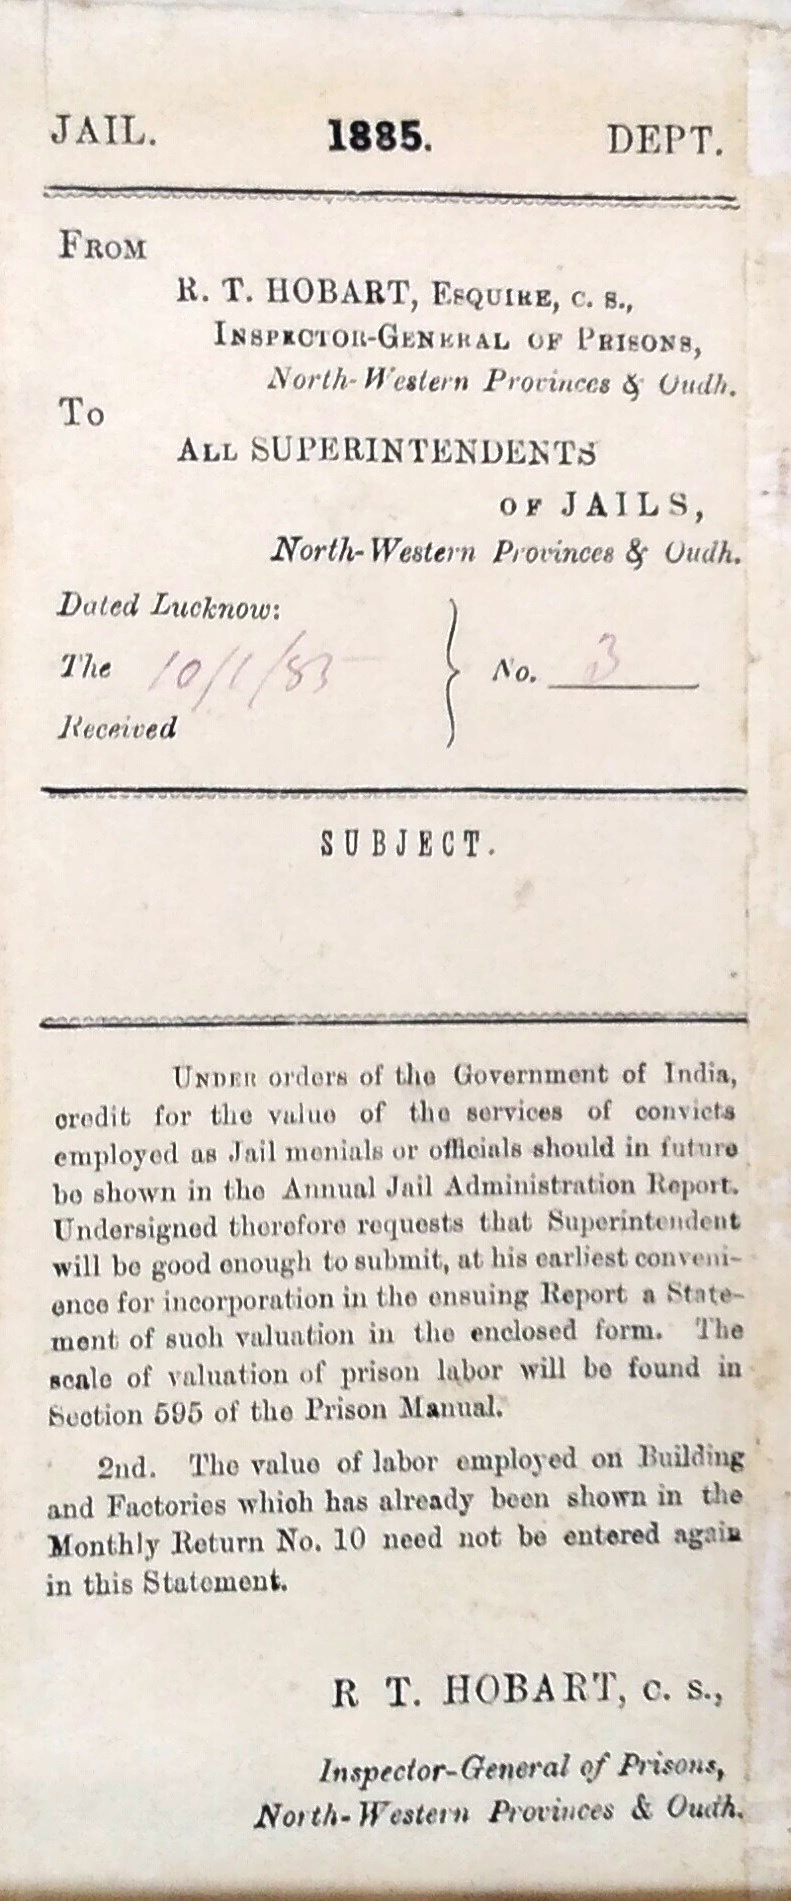 JAIL. 1885. DEPT.
FROM
R. T. HOBART, ESQUIRE, C. S.,
INSPECTOR-GENERAL OF PRISONS,
North-Western Provinces & Oudh.
To
ALL SUPERINTENDENTS
OF JAILS,
North-Western Provinces & Oudh.
Dated Lucknow:
The 10/1/85 No. 3
Received
SUBJECT.
UNDER orders of the Government of India,
credit for the value of the services of convicts
employed as Jail menials or officials should in future
be shown in the Annual Jail Administration Report.
Undersigned therefore requests that Superintendent
will be good enough to submit, at his earliest conveni-
ence for incorporation in the ensuing Report a State-
ment of such valuation in the enclosed form. The
scale of valuation of prison labor will be found in
Section 595 of the Prison Manual.
2nd. The value of labor employed on Building
and Factories which has already been shown in the
Monthly Return No. 10 need not be entered again
in this Statement.
R T. HOBART, C. S.,
Inspector-General of Prisons,
North-Western Provinces & Oudh.